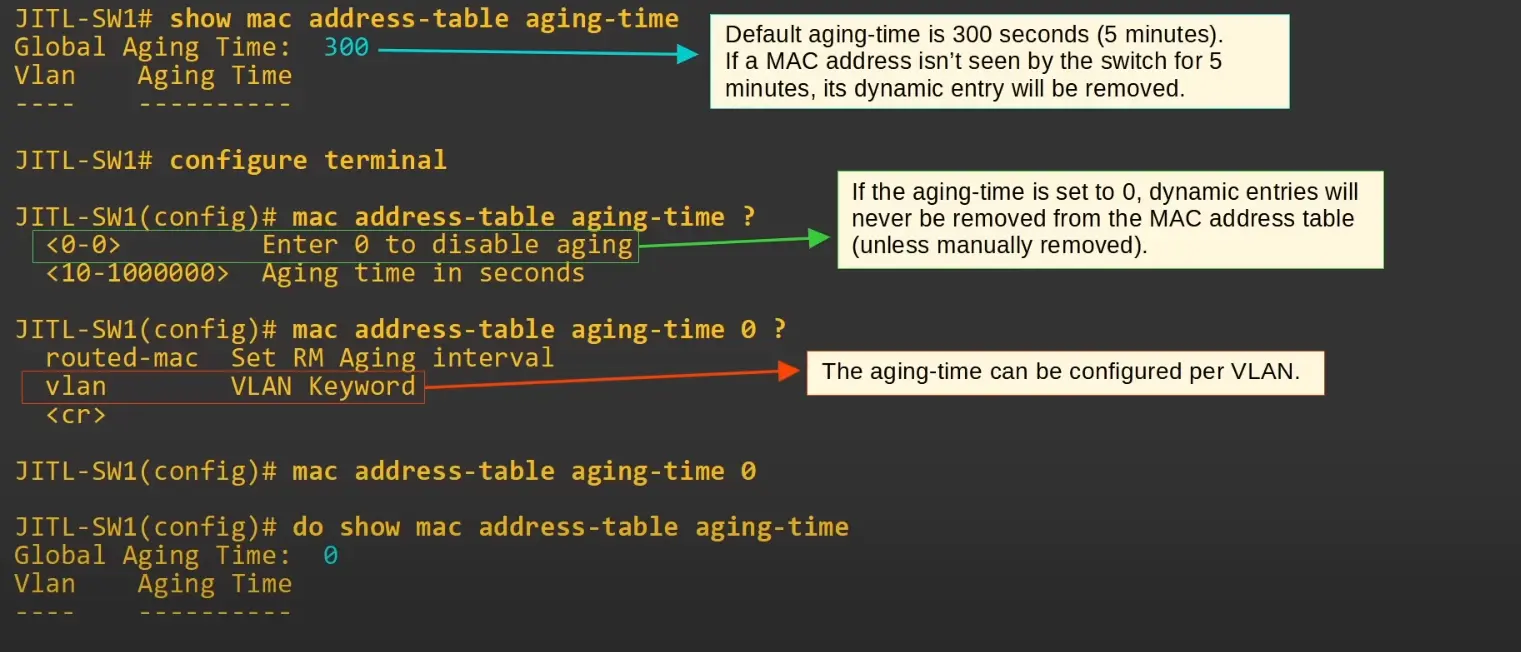 JITL-SW1# show mac address-table aging-time
Global Aging Time:  300
Vlan    Aging Time
----    ----------
Default aging-time is 300 seconds (5 minutes).
If a MAC address isn’t seen by the switch for 5
minutes, its dynamic entry will be removed.
JITL-SW1# configure terminal
JITL-SW1(config)# mac address-table aging-time ?
  <0-0>         Enter 0 to disable aging
  <10-1000000>  Aging time in seconds
If the aging-time is set to 0, dynamic entries will
never be removed from the MAC address table
(unless manually removed).
JITL-SW1(config)# mac address-table aging-time 0 ?
  routed-mac  Set RM Aging interval
  vlan        VLAN Keyword
  <cr>
The aging-time can be configured per VLAN.
JITL-SW1(config)# mac address-table aging-time 0
JITL-SW1(config)# do show mac address-table aging-time
Global Aging Time:  0
Vlan    Aging Time
----    ----------